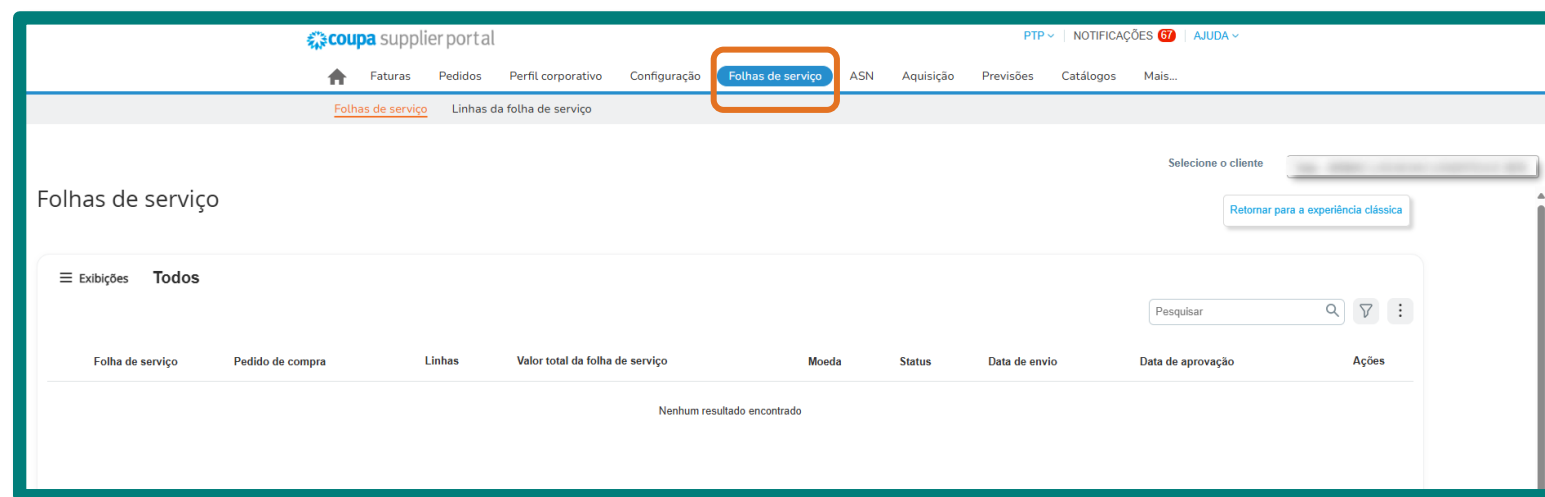 coupa supplier portal PTP NOTIFICAÇÕES 67 AJUDA
Faturas Pedidos Perfil corporativo Configuração Folhas de serviço ASN Aquisição Previsões Catálogos Mais...
Folhas de serviço Linhas da folha de serviço
Selecione o cliente
Folhas de serviço
Retornar para a experiência clássica
Exibições Todos
Pesquisar
Folha de serviço Pedido de compra Linhas Valor total da folha de serviço Moeda Status Data de envio Data de aprovação Ações
Nenhum resultado encontrado